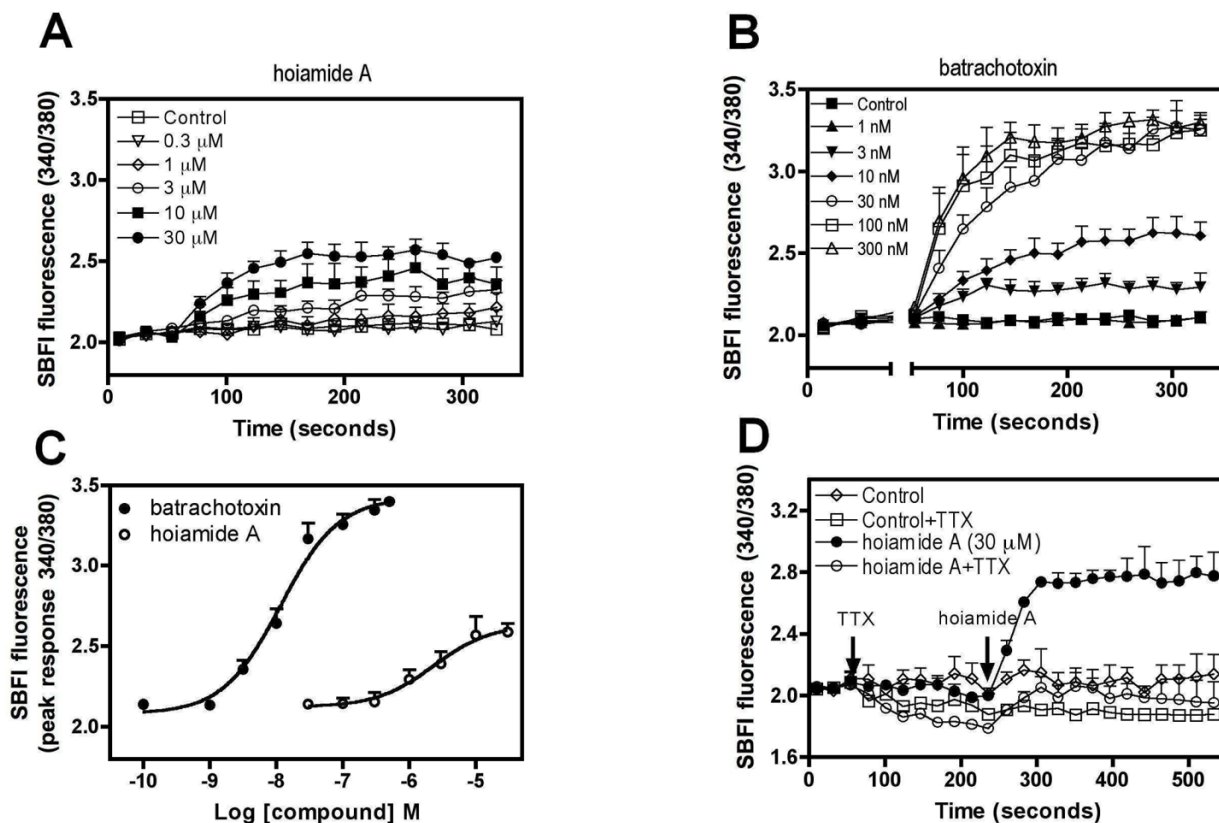 A
hoiamide A
SBFI fluorescence (340/380)
3.5
3.0
2.5
2.0
Control
0.3 μM
1 μM
3 μM
10 μM
30 μM
0
100
200
300
Time (seconds)
B
batrachotoxin
SBFI fluorescence (340/380)
3.5
3.0
2.5
2.0
Control
1 nM
3 nM
10 nM
30 nM
100 nM
300 nM
0
100
200
300
Time (seconds)
C
SBFI fluorescence
(peak response 340/380)
3.5
3.0
2.5
2.0
batrachotoxin
hoiamide A
-10
-9
-8
-7
-6
-5
Log [compound] M
D
SBFI fluorescence (340/380)
3.2
2.8
2.4
2.0
1.6
Control
Control+TTX
hoiamide A (30 μM)
hoiamide A+TTX
TTX
hoiamide A
0
100
200
300
400
500
Time (seconds)